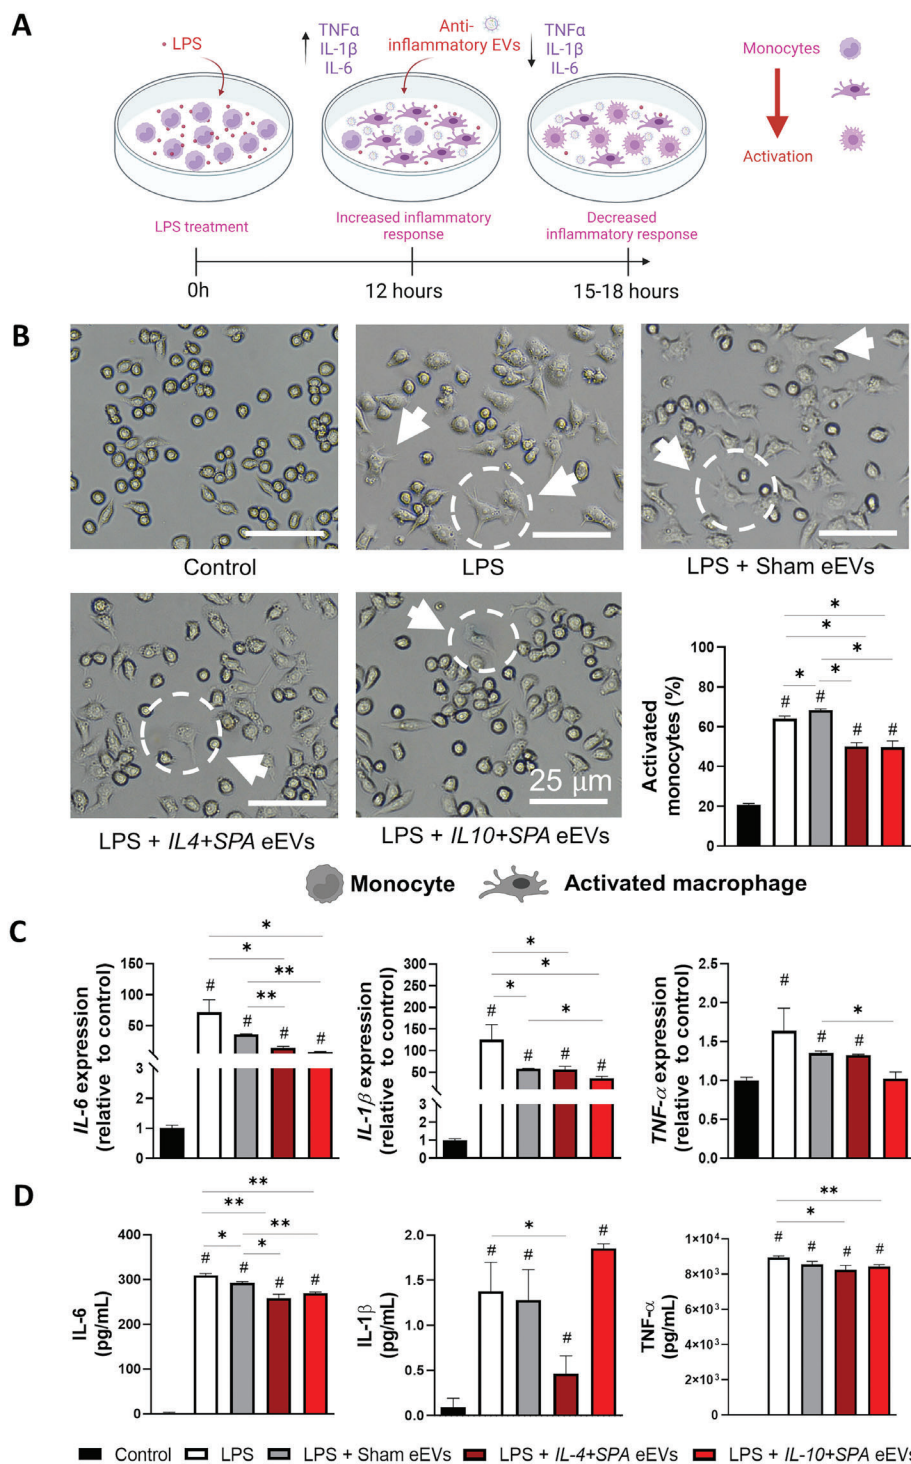 A
LPS
TNFα
IL-1β
IL-6
Anti-
inflammatory EVs
TNFα
IL-1β
IL-6
Monocytes
Activation
LPS treatment
Increased inflammatory
response
Decreased
inflammatory response
0h
12 hours
15-18 hours
B
Control
LPS
LPS + Sham eEVs
LPS + IL4+SPA eEVs
25 µm
LPS + IL10+SPA eEVs
Activated
monocytes (%)
100
80
60
40
20
0
*
*
*
* *
# # # #
Monocyte
Activated macrophage
C
IL-6 expression
(relative to control)
150
100
50
3
2
1
0
*
*
**
**
# # # #
IL-1β expression
(relative to control)
300
250
200
150
100
50
3
2
1
0
*
*
*
*
# # # #
TNF-α expression
(relative to control)
2.5
2.0
1.5
1.0
0.5
0.0
*
# # #
D
IL-6
(pg/mL)
400
300
200
100
0
**
**
**
* *
# # # #
IL-1β
(pg/mL)
2.0
1.5
1.0
0.5
0.0
*
# # # #
TNF-α
(pg/mL)
1×10⁴
8×10³
6×10³
4×10³
2×10³
0
**
*
# # # #
Control
LPS
LPS + Sham eEVs
LPS + IL-4+SPA eEVs
LPS + IL-10+SPA eEVs